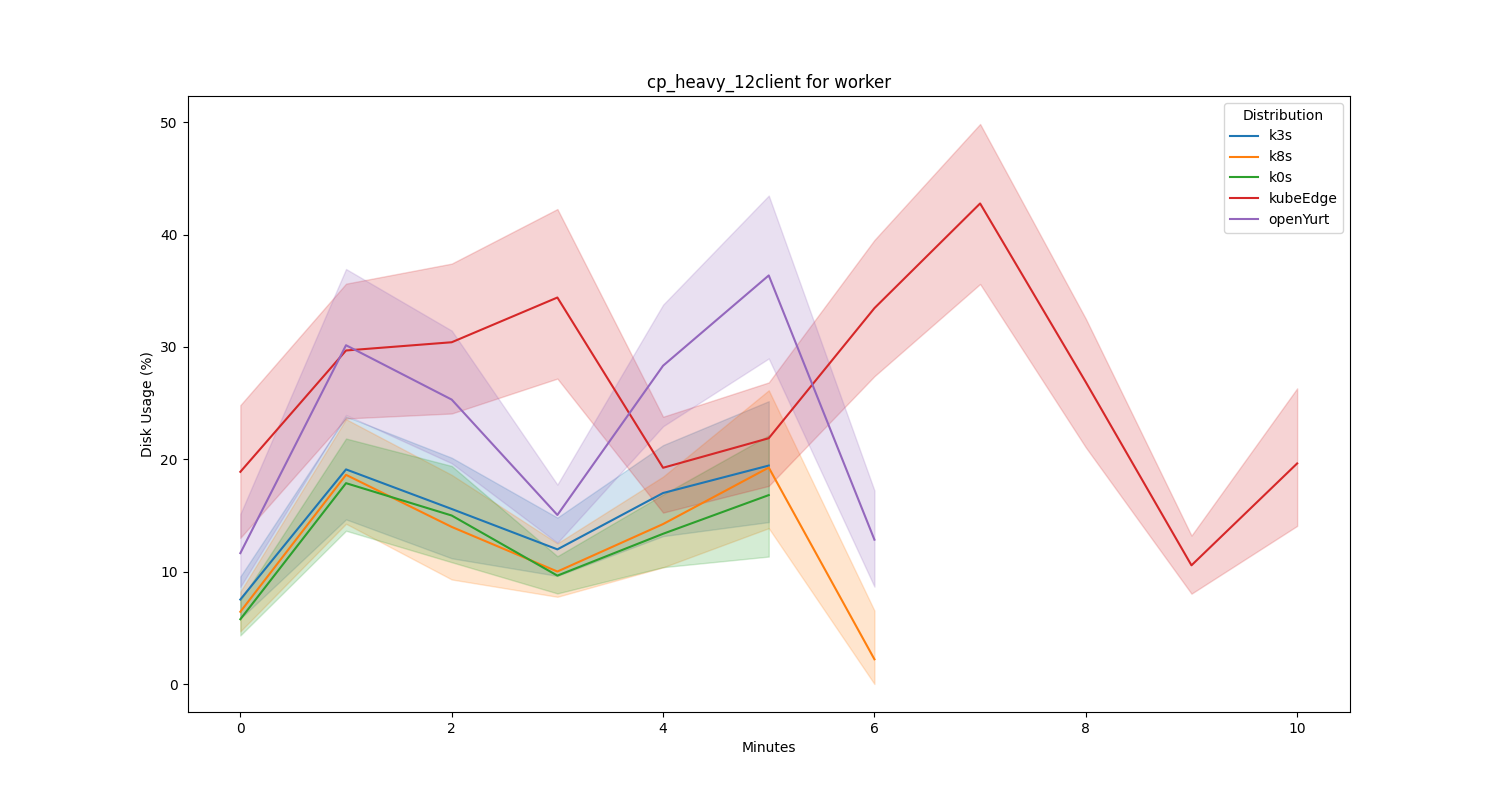 cp_heavy_12client for worker
Distribution
k3s
k8s
k0s
kubeEdge
openYurt
Disk Usage (%)
50
40
30
20
10
0
0 2 4 6 8 10
Minutes